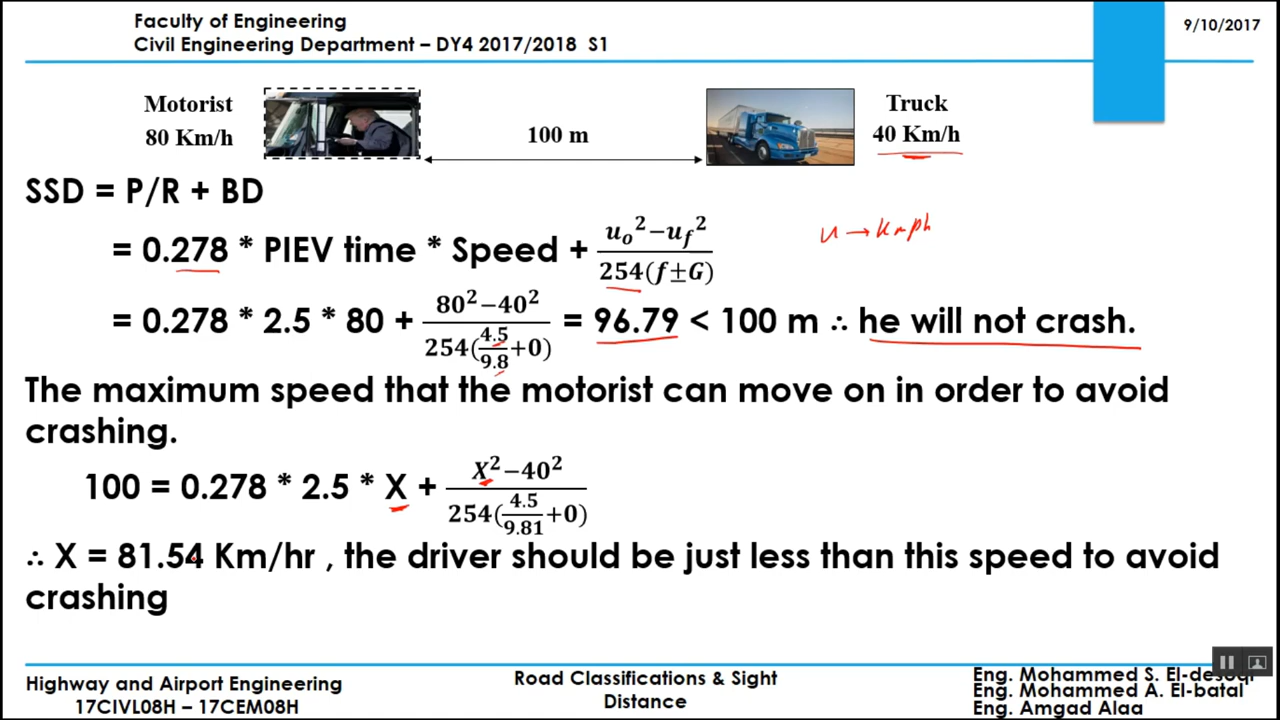 Faculty of Engineering
9/10/2017
Civil Engineering Department – DY4 2017/2018 S1
Motorist
80 Km/h
100 m
Truck
40 Km/h
SSD = P/R + BD
= 0.278 * PIEV time * Speed + (u_o² − u_f²) / (254(f±G))
u → kmph
= 0.278 * 2.5 * 80 + (80² − 40²) / (254(4.5/9.8 +0)) = 96.79 < 100 m ∴ he will not crash.
The maximum speed that the motorist can move on in order to avoid
crashing.
100 = 0.278 * 2.5 * X + (X² − 40²) / (254(4.5/9.81 +0))
∴ X = 81.54 Km/hr , the driver should be just less than this speed to avoid
crashing
Highway and Airport Engineering
17CIVL08H – 17CEM08H
Road Classifications & Sight
Distance
Eng. Mohammed S. El-desuqi
Eng. Mohammed A. El-batal
Eng. Amgad Alaa